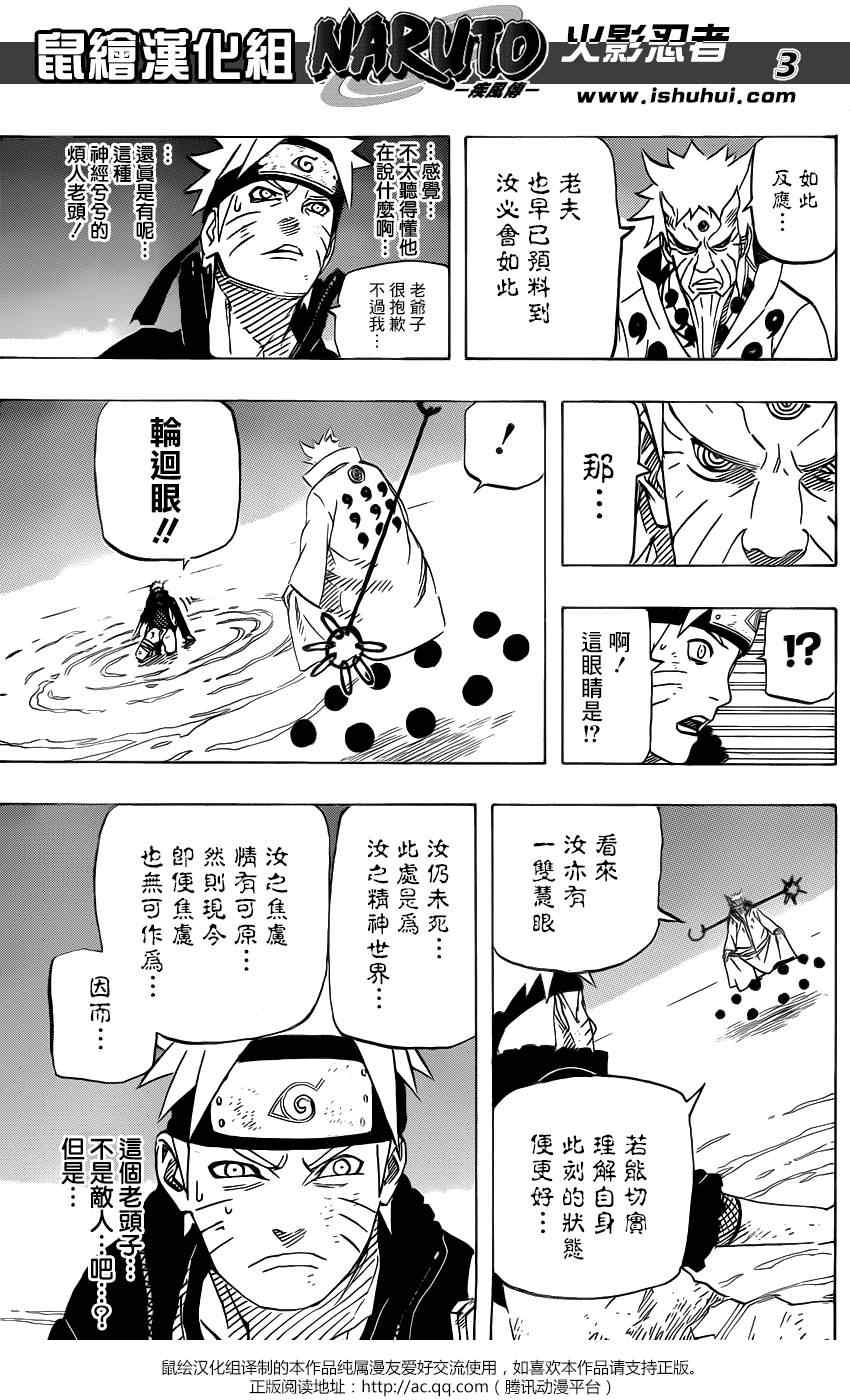 鼠繪漢化組
NARUTO
疾風傳
火影忍者
www.ishuhui.com
3
如此
反應…
老夫
也早已預料到
汝必會如此
…感覺…
不太聽得懂他
在說什麼啊…
老爺子
很抱歉
不過我…
…
還真是有呢…
這種
神經兮兮的
煩人老頭！
那…
!?
啊！
這眼睛是!?
！
輪迴眼!!
看來
汝亦有
一雙慧眼
若能切實
理解自身
此刻的狀態
便更好…
汝仍未死…
此處是為
汝之精神世界…
汝之焦慮
情有可原…
然則現今
即便焦慮
也無可作為…
因而…
這個老頭子…
不是敵人…吧…？
但是…
鼠绘汉化组译制的本作品纯属漫友爱好交流使用，如喜欢本作品请支持正版。
正版阅读地址：http://ac.qq.com（腾讯动漫平台）